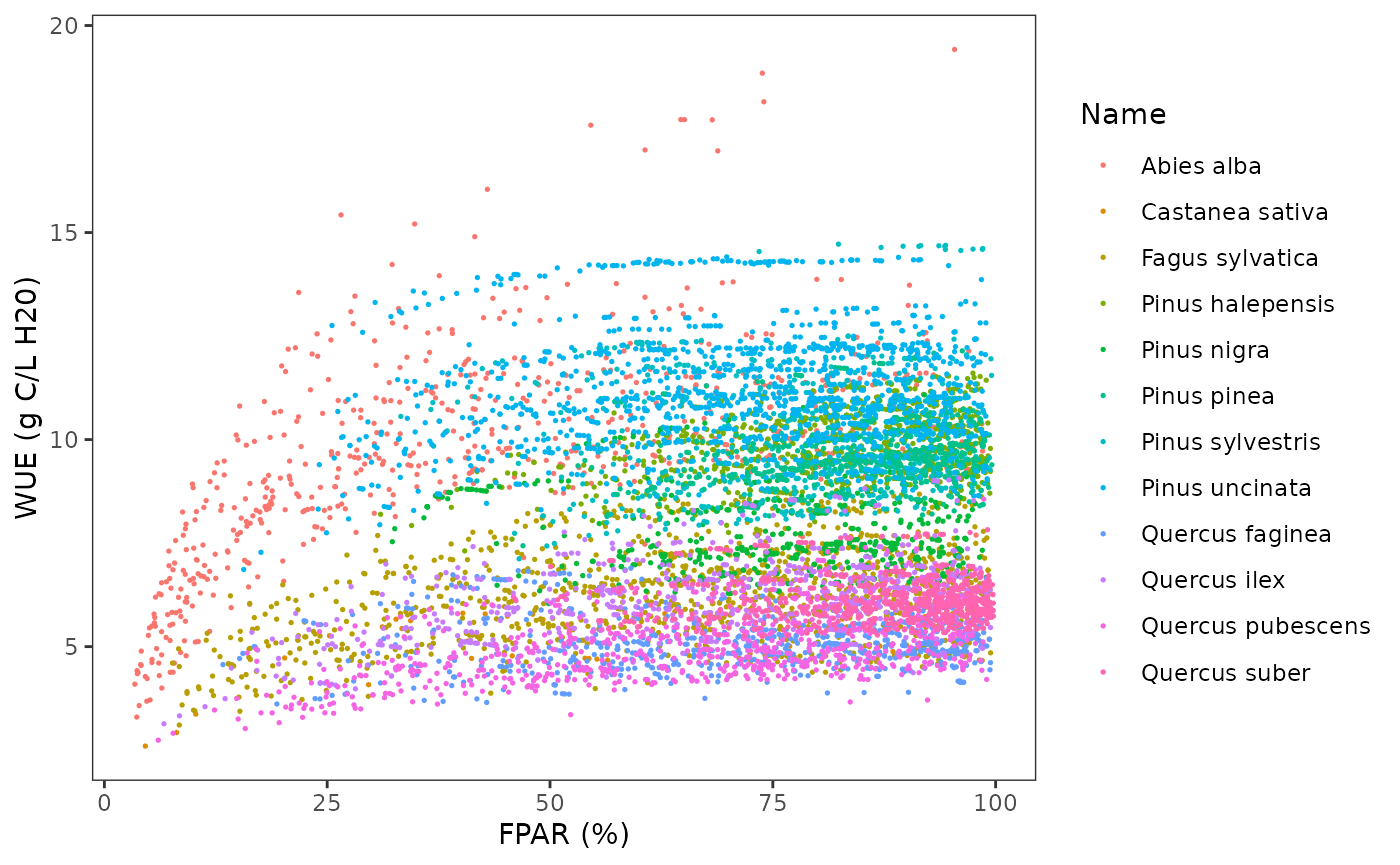 20
15
10
5
WUE (g C/L H20)
0
25
50
75
100
FPAR (%)
Name
Abies alba
Castanea sativa
Fagus sylvatica
Pinus halepensis
Pinus nigra
Pinus pinea
Pinus sylvestris
Pinus uncinata
Quercus faginea
Quercus ilex
Quercus pubescens
Quercus suber